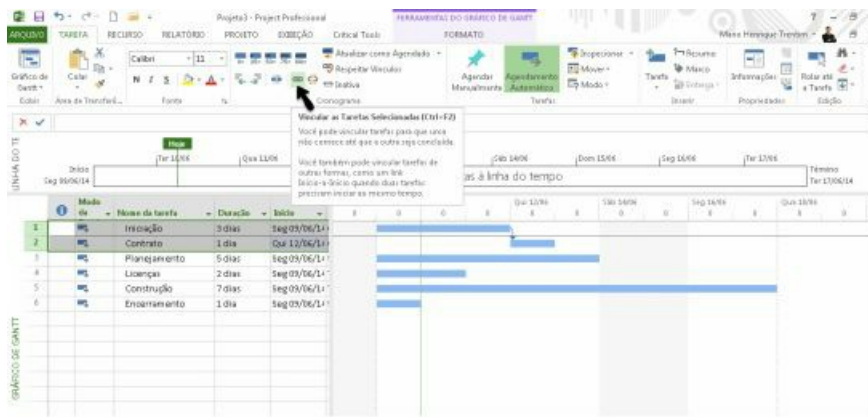 Projeto3 - Project Professional
FERRAMENTAS DO GRÁFICO DE GANTT
ARQUIVO TAREFA RECURSO RELATÓRIO PROJETO EXIBIÇÃO Critical Tools FORMATO
Mario Henrique Trentim
Gráfico de Gantt
Colar
Calibri 11
N I S
Atualizar como Agendado
Respeitar Vínculos
Inativa
Agendar Manualmente
Agendamento Automático
Inspecionar
Mover
Modo
Tarefa
Resumo
Marco
Entrega
Informações
Rolar até a Tarefa
Exibir Área de Transferê... Fonte Cronograma Tarefas Inserir Propriedades Edição
Vincular as Tarefas Selecionadas (Ctrl+F2)
Você pode vincular tarefas para que uma
não comece até que a outra seja concluída.
Você também pode vincular tarefas de
outras formas, como um link
Início-a-Início quando duas tarefas
precisam iniciar ao mesmo tempo.
LINHA DO TE
Hoje
Ter 10/06 Qua 11/06 Sáb 14/06 Dom 15/06 Seg 16/06 Ter 17/06
Início
Seg 09/06/14
as à linha do tempo
Término
Ter 17/06/14
Modo da
Nome da tarefa Duração Início
Qui 12/06 Sáb 14/06 Seg 16/06 Qua 18/06
1 Iniciação 3 dias Seg 09/06/14
2 Contrato 1 dia Qui 12/06/14
3 Planejamento 5 dias Seg 09/06/14
4 Licenças 2 dias Seg 09/06/14
5 Construção 7 dias Seg 09/06/14
6 Encerramento 1 dia Seg 09/06/14
GRÁFICO DE GANTT